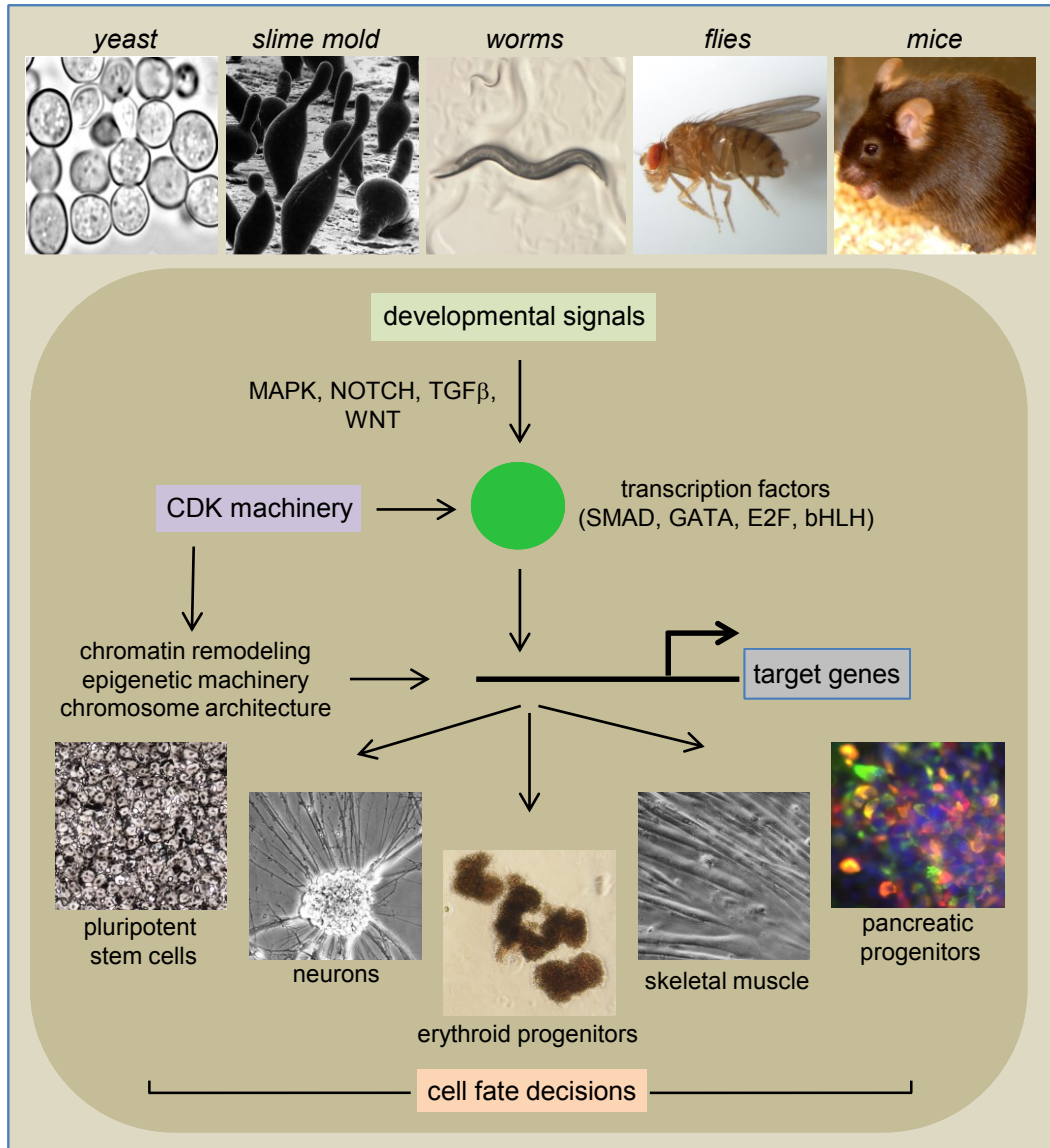 yeast
slime mold
worms
flies
mice
developmental signals
MAPK, NOTCH, TGFβ,
WNT
CDK machinery
transcription factors
(SMAD, GATA, E2F, bHLH)
chromatin remodeling
epigenetic machinery
chromosome architecture
target genes
pluripotent
stem cells
neurons
erythroid progenitors
skeletal muscle
pancreatic
progenitors
cell fate decisions